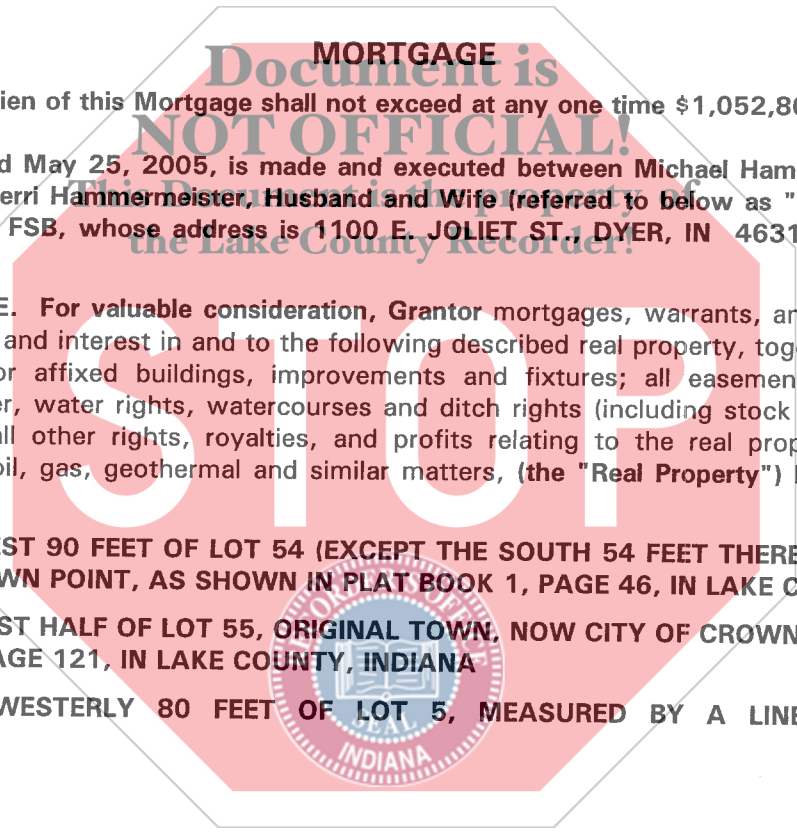 MORTGAGE
Document is
ien of this Mortgage shall not exceed at any one time $1,052,80
NOT OFFICIAL!
d May 25, 2005, is made and executed between Michael Ham
This Document is the property of
erri Hammermeister, Husband and Wife (referred to below as "
FSB, whose address is 1100 E. JOLIET ST., DYER, IN 4631
the Lake County Recorder!
E. For valuable consideration, Grantor mortgages, warrants, an
and interest in and to the following described real property, tog
or affixed buildings, improvements and fixtures; all easemen
er, water rights, watercourses and ditch rights (including stock
all other rights, royalties, and profits relating to the real prop
oil, gas, geothermal and similar matters, (the "Real Property")
STOP
EST 90 FEET OF LOT 54 (EXCEPT THE SOUTH 54 FEET THERE
WN POINT, AS SHOWN IN PLAT BOOK 1, PAGE 46, IN LAKE C
ST HALF OF LOT 55, ORIGINAL TOWN, NOW CITY OF CROWN
AGE 121, IN LAKE COUNTY, INDIANA
WESTERLY 80 FEET OF LOT 5, MEASURED BY A LINE
SEAL
INDIANA